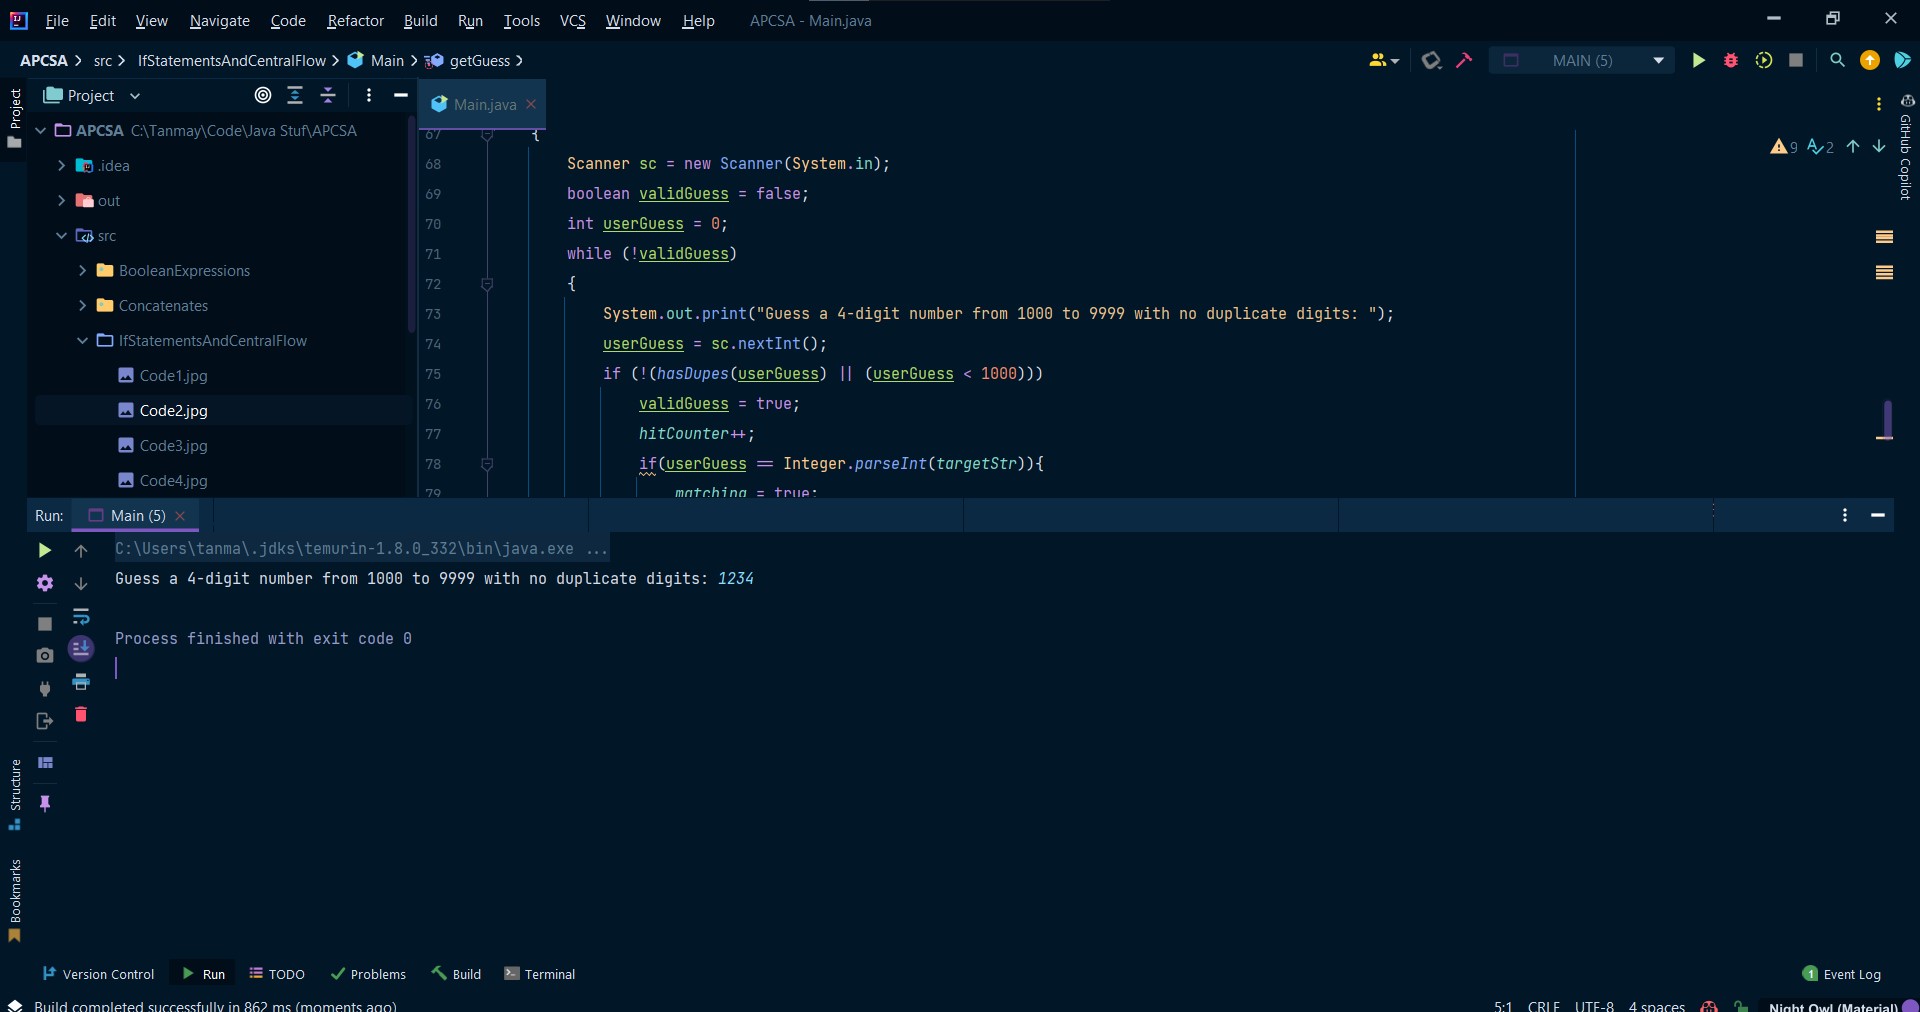 File Edit View Navigate Code Refactor Build Run Tools VCS Window Help APCSA - Main.java
APCSA src IfStatementsAndCentralFlow Main getGuess MAIN (5)
Project
Project
APCSA C:\Tanmay\Code\Java Stuf\APCSA
.idea
out
src
BooleanExpressions
Concatenates
IfStatementsAndCentralFlow
Code1.jpg
Code2.jpg
Code3.jpg
Code4.jpg
Main.java
9 2
GitHub Copilot
67 {
68 Scanner sc = new Scanner(System.in);
69 boolean validGuess = false;
70 int userGuess = 0;
71 while (!validGuess)
72 {
73 System.out.print("Guess a 4-digit number from 1000 to 9999 with no duplicate digits: ");
74 userGuess = sc.nextInt();
75 if (!(hasDupes(userGuess) || (userGuess < 1000)))
76 validGuess = true;
77 hitCounter++;
78 if(userGuess == Integer.parseInt(targetStr)){
79 matching = true;
Run: Main (5)
C:\Users\tanma\.jdks\temurin-1.8.0_332\bin\java.exe ...
Guess a 4-digit number from 1000 to 9999 with no duplicate digits: 1234
Process finished with exit code 0
Structure
Bookmarks
Version Control Run TODO Problems Build Terminal 1 Event Log
Build completed successfully in 862 ms (moments ago) 5:1 CRLF UTF-8 4 spaces Night Owl (Material)